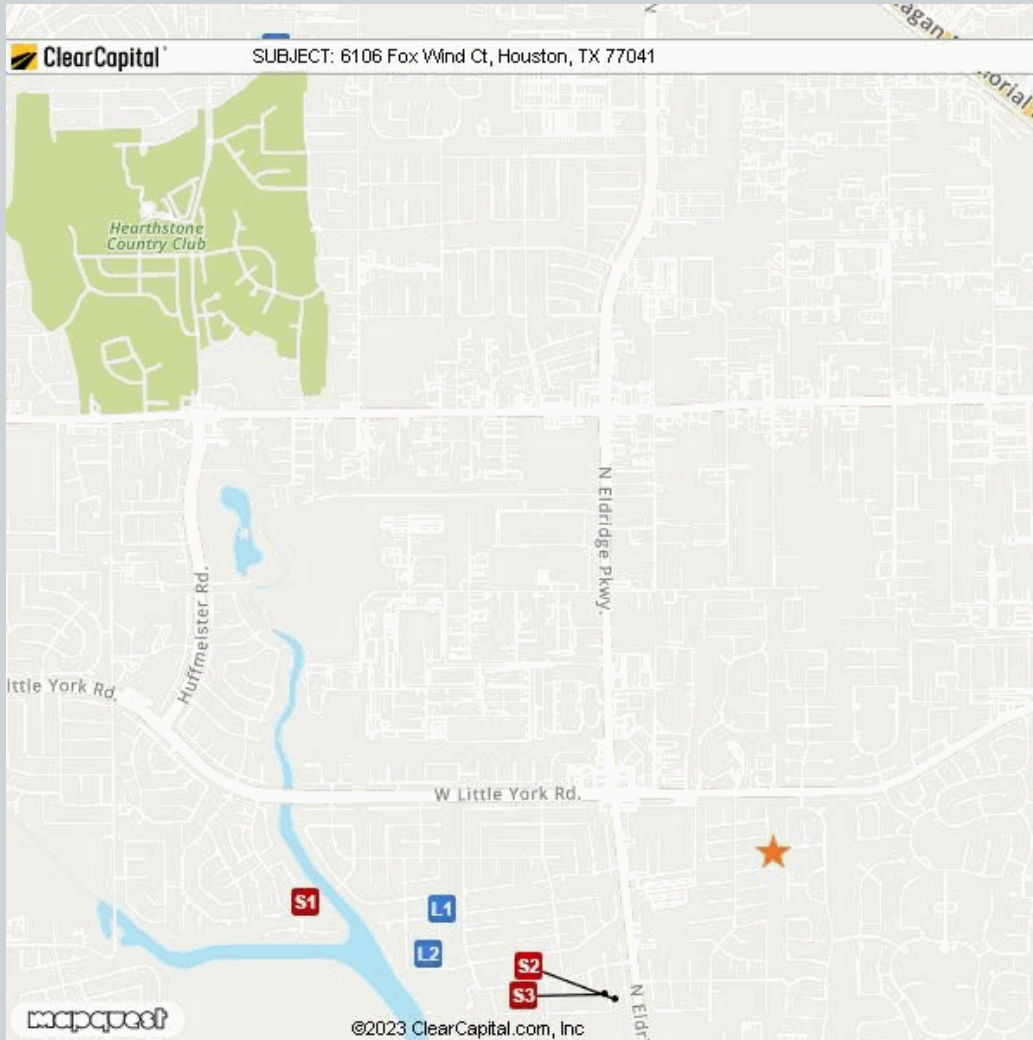 ClearCapital
SUBJECT: 6106 Fox Wind Ct, Houston, TX 77041
Hearthstone
Country Club
N Eldridge Pkwy.
Huffmeister Rd.
ittle York Rd.
W Little York Rd.
S1
L1
L2
S2
S3
N Eldr
mapquest
©2023 ClearCapital.com, Inc